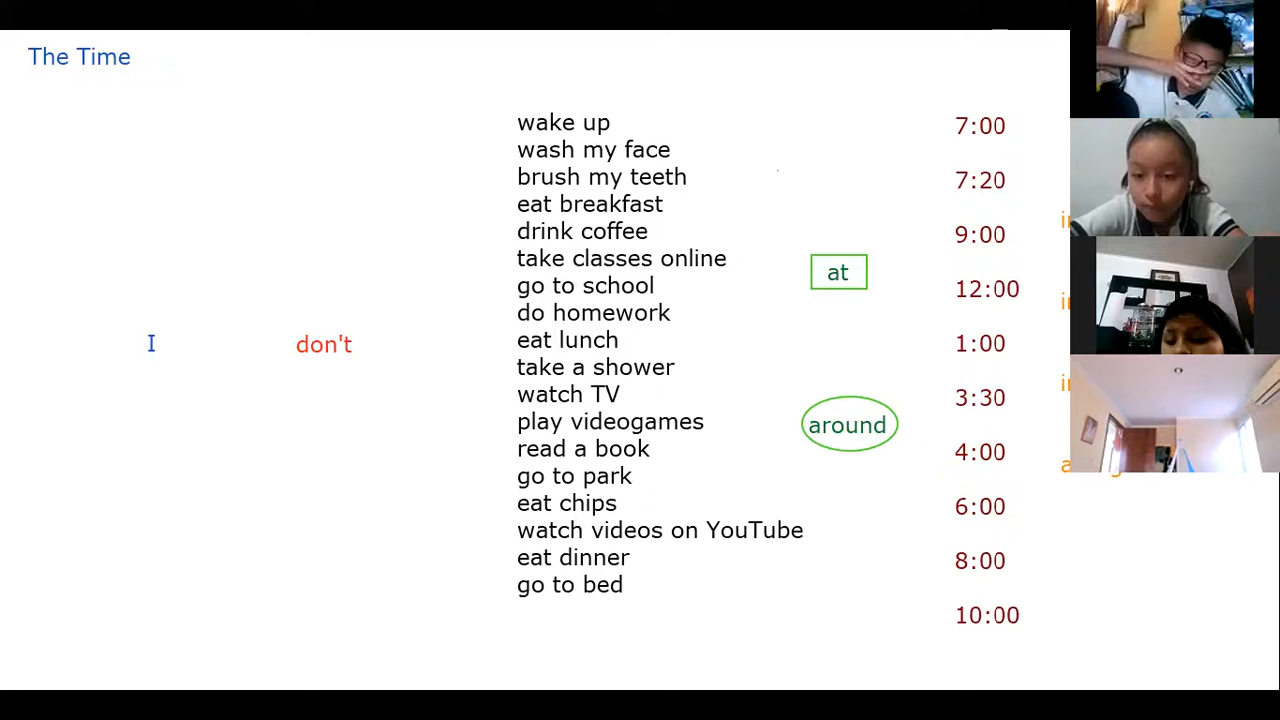 The Time
wake up
wash my face
brush my teeth
eat breakfast
drink coffee
take classes online
go to school
do homework
eat lunch
take a shower
watch TV
play videogames
read a book
go to park
eat chips
watch videos on YouTube
eat dinner
go to bed
I
don't
at
around
7:00
7:20
9:00
12:00
1:00
3:30
4:00
6:00
8:00
10:00